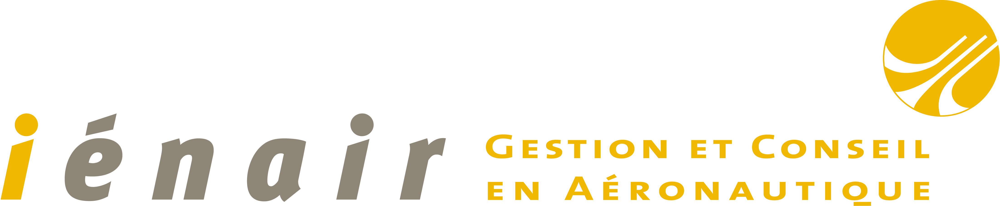 iénair
GESTION ET CONSEIL
EN AÉRONAUTIQUE